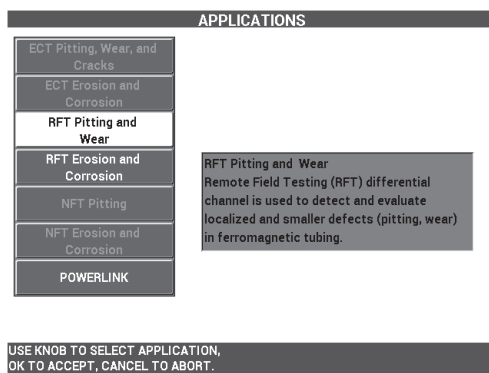 APPLICATIONS
ECT Pitting, Wear, and
Cracks
ECT Erosion and
Corrosion
RFT Pitting and
Wear
RFT Erosion and
Corrosion
NFT Pitting
NFT Erosion and
Corrosion
POWERLINK
RFT Pitting and Wear
Remote Field Testing (RFT) differential
channel is used to detect and evaluate
localized and smaller defects (pitting, wear)
in ferromagnetic tubing.
USE KNOB TO SELECT APPLICATION,
OK TO ACCEPT, CANCEL TO ABORT.